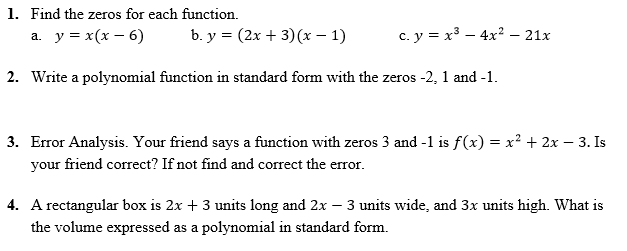 1. Find the zeros for each function.
a. y = x(x − 6) b. y = (2x + 3)(x − 1) c. y = x³ − 4x² − 21x
2. Write a polynomial function in standard form with the zeros -2, 1 and -1.
3. Error Analysis. Your friend says a function with zeros 3 and -1 is f(x) = x² + 2x − 3. Is
your friend correct? If not find and correct the error.
4. A rectangular box is 2x + 3 units long and 2x − 3 units wide, and 3x units high. What is
the volume expressed as a polynomial in standard form.